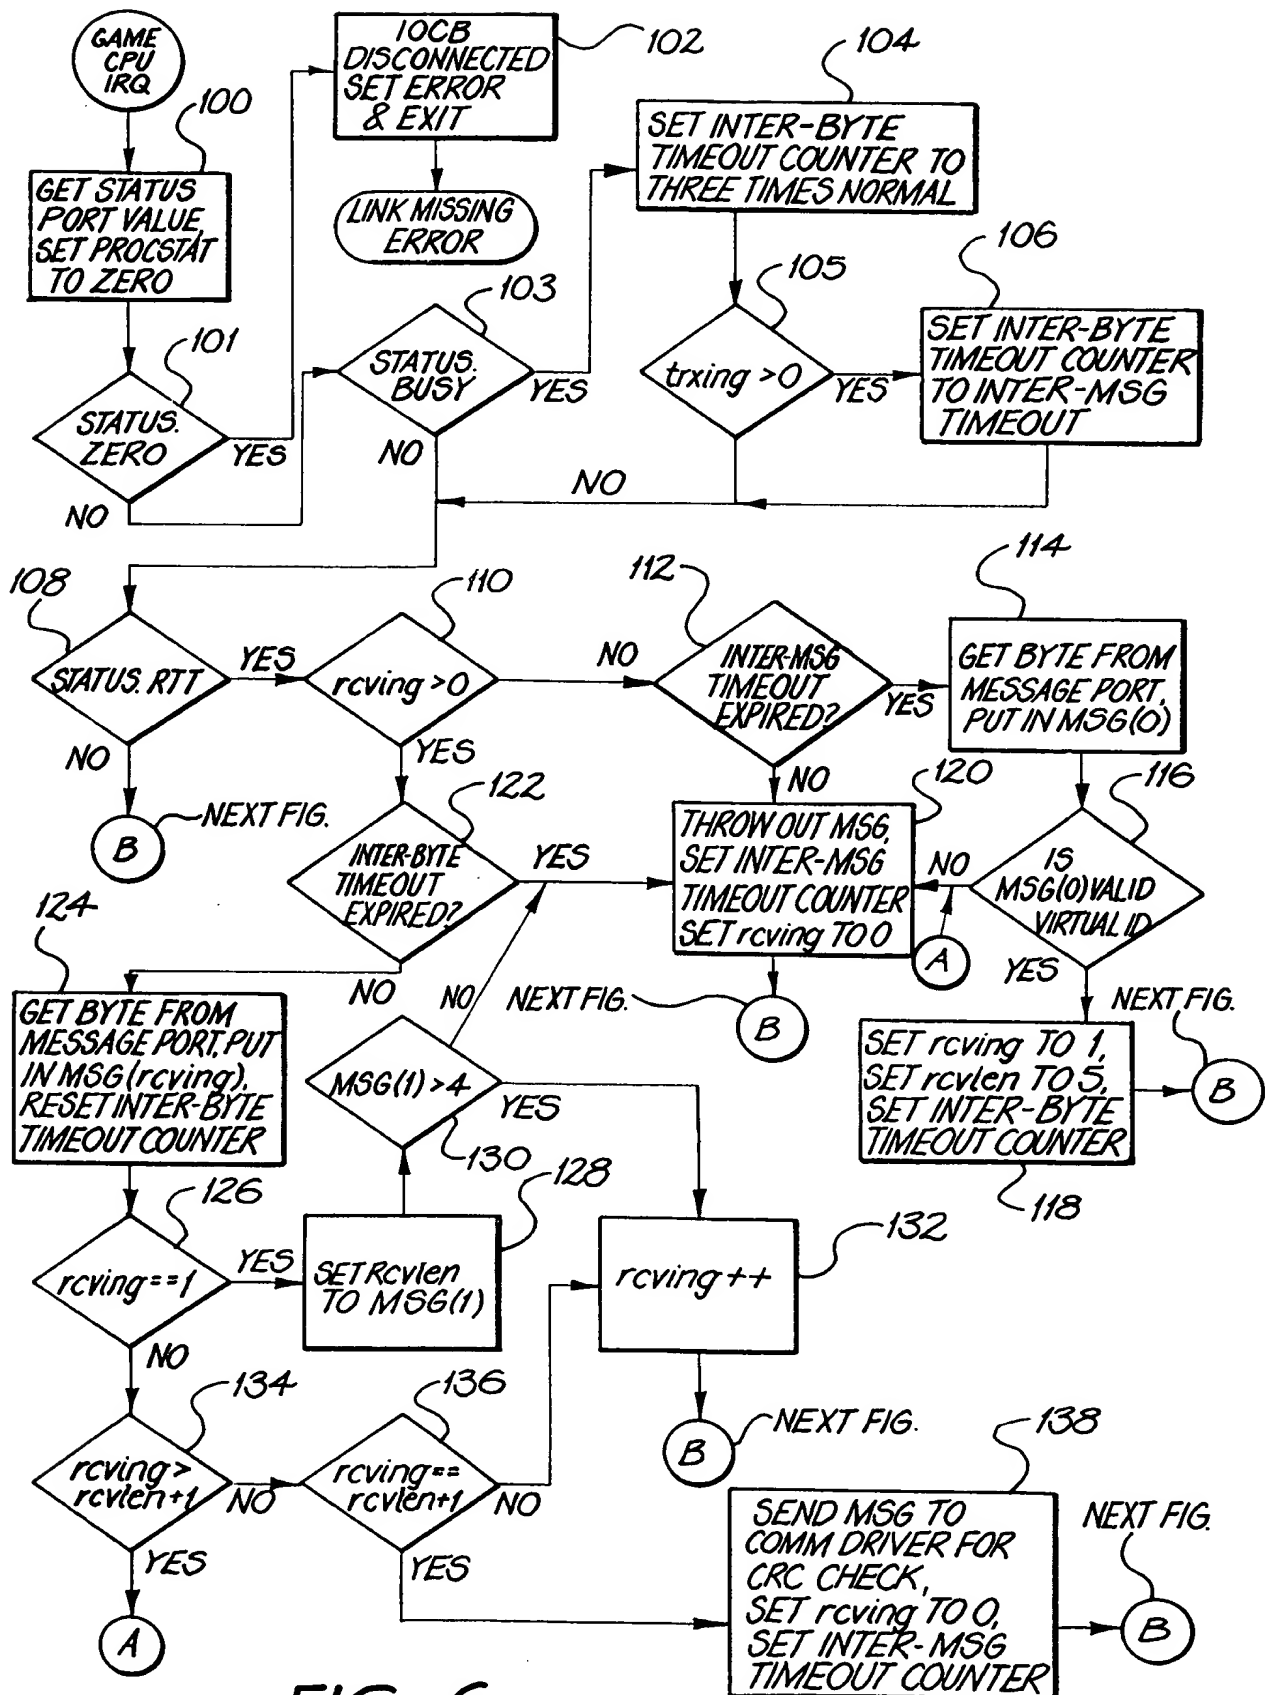 GAME
CPU
IRQ
100
GET STATUS
PORT VALUE,
SET PROCSTAT
TO ZERO
101
STATUS.
ZERO
YES
NO
IOCB
DISCONNECTED
SET ERROR
& EXIT
102
LINK MISSING
ERROR
103
STATUS.
BUSY
YES
NO
104
SET INTER-BYTE
TIMEOUT COUNTER TO
THREE TIMES NORMAL
105
trxing >0
YES
NO
106
SET INTER-BYTE
TIMEOUT COUNTER
TO INTER-MSG
TIMEOUT
108
STATUS. RTT
YES
NO
B
NEXT FIG.
110
rcving >0
NO
YES
112
INTER-MSG
TIMEOUT
EXPIRED?
YES
NO
114
GET BYTE FROM
MESSAGE PORT,
PUT IN MSG(0)
116
IS
MSG(0) VALID
VIRTUAL ID
NO
YES
A
120
THROW OUT MSG,
SET INTER-MSG
TIMEOUT COUNTER
SET rcving TO 0
NEXT FIG.
B
122
INTER-BYTE
TIMEOUT
EXPIRED?
YES
NO
118
SET rcving TO 1,
SET rcvlen TO 5,
SET INTER-BYTE
TIMEOUT COUNTER
NEXT FIG.
B
124
GET BYTE FROM
MESSAGE PORT, PUT
IN MSG(rcving).
RESET INTER-BYTE
TIMEOUT COUNTER
126
rcving==1
YES
NO
128
SET Rcvlen
TO MSG(1)
130
MSG(1) >4
NO
YES
132
rcving ++
B
NEXT FIG.
134
rcving >
rcvlen+1
NO
YES
A
136
rcving==
rcvlen+1
NO
YES
138
SEND MSG TO
COMM DRIVER FOR
CRC CHECK,
SET rcving TO 0,
SET INTER-MSG
TIMEOUT COUNTER
NEXT FIG.
B